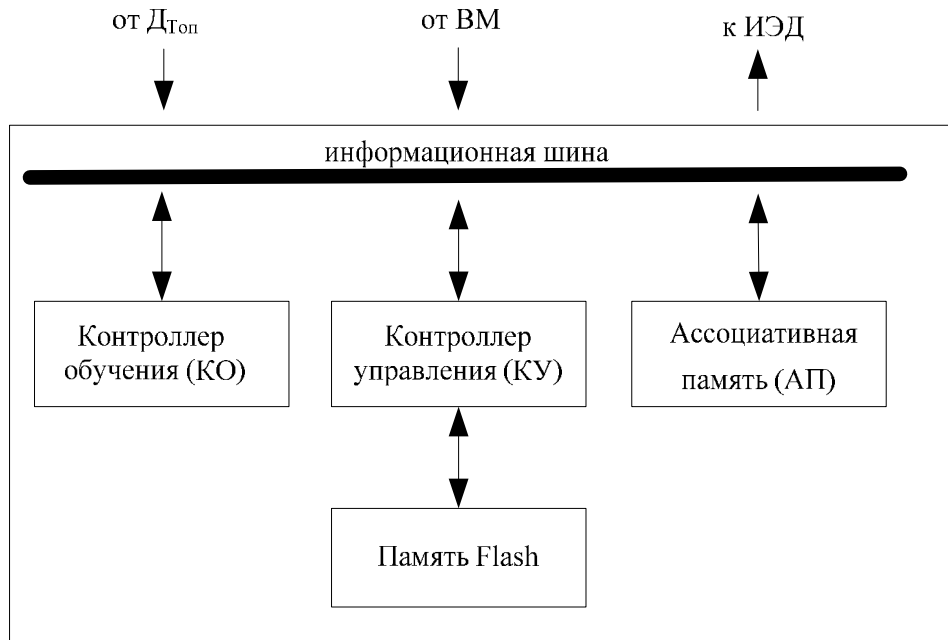 от ДТоп
от ВМ
к ИЭД
информационная шина
Контроллер
обучения (КО)
Контроллер
управления (КУ)
Ассоциативная
память (АП)
Память Flash